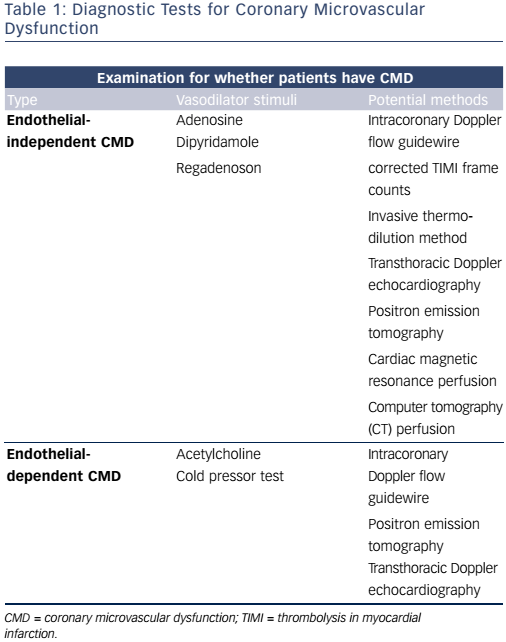 Table 1: Diagnostic Tests for Coronary Microvascular
Dysfunction
Examination for whether patients have CMD
Type Vasodilator stimuli Potential methods
Endothelial- Adenosine Intracoronary Doppler
independent CMD Dipyridamole flow guidewire
Regadenoson corrected TIMI frame
counts
Invasive thermo-
dilution method
Transthoracic Doppler
echocardiography
Positron emission
tomography
Cardiac magnetic
resonance perfusion
Computer tomography
(CT) perfusion
Endothelial- Acetylcholine Intracoronary
dependent CMD Cold pressor test Doppler flow
guidewire
Positron emission
tomography
Transthoracic Doppler
echocardiography
CMD = coronary microvascular dysfunction; TIMI = thrombolysis in myocardial
infarction.